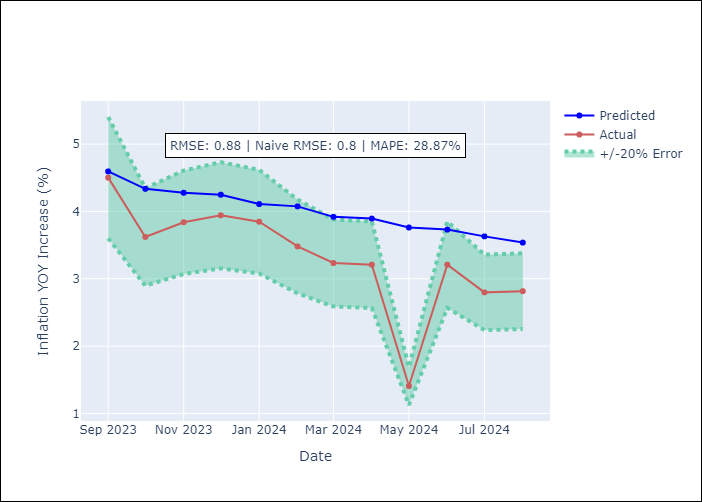 Predicted
Actual
+/-20% Error
RMSE: 0.88 | Naive RMSE: 0.8 | MAPE: 28.87%
Inflation YOY Increase (%)
5
4
3
2
1
Sep 2023
Nov 2023
Jan 2024
Mar 2024
May 2024
Jul 2024
Date